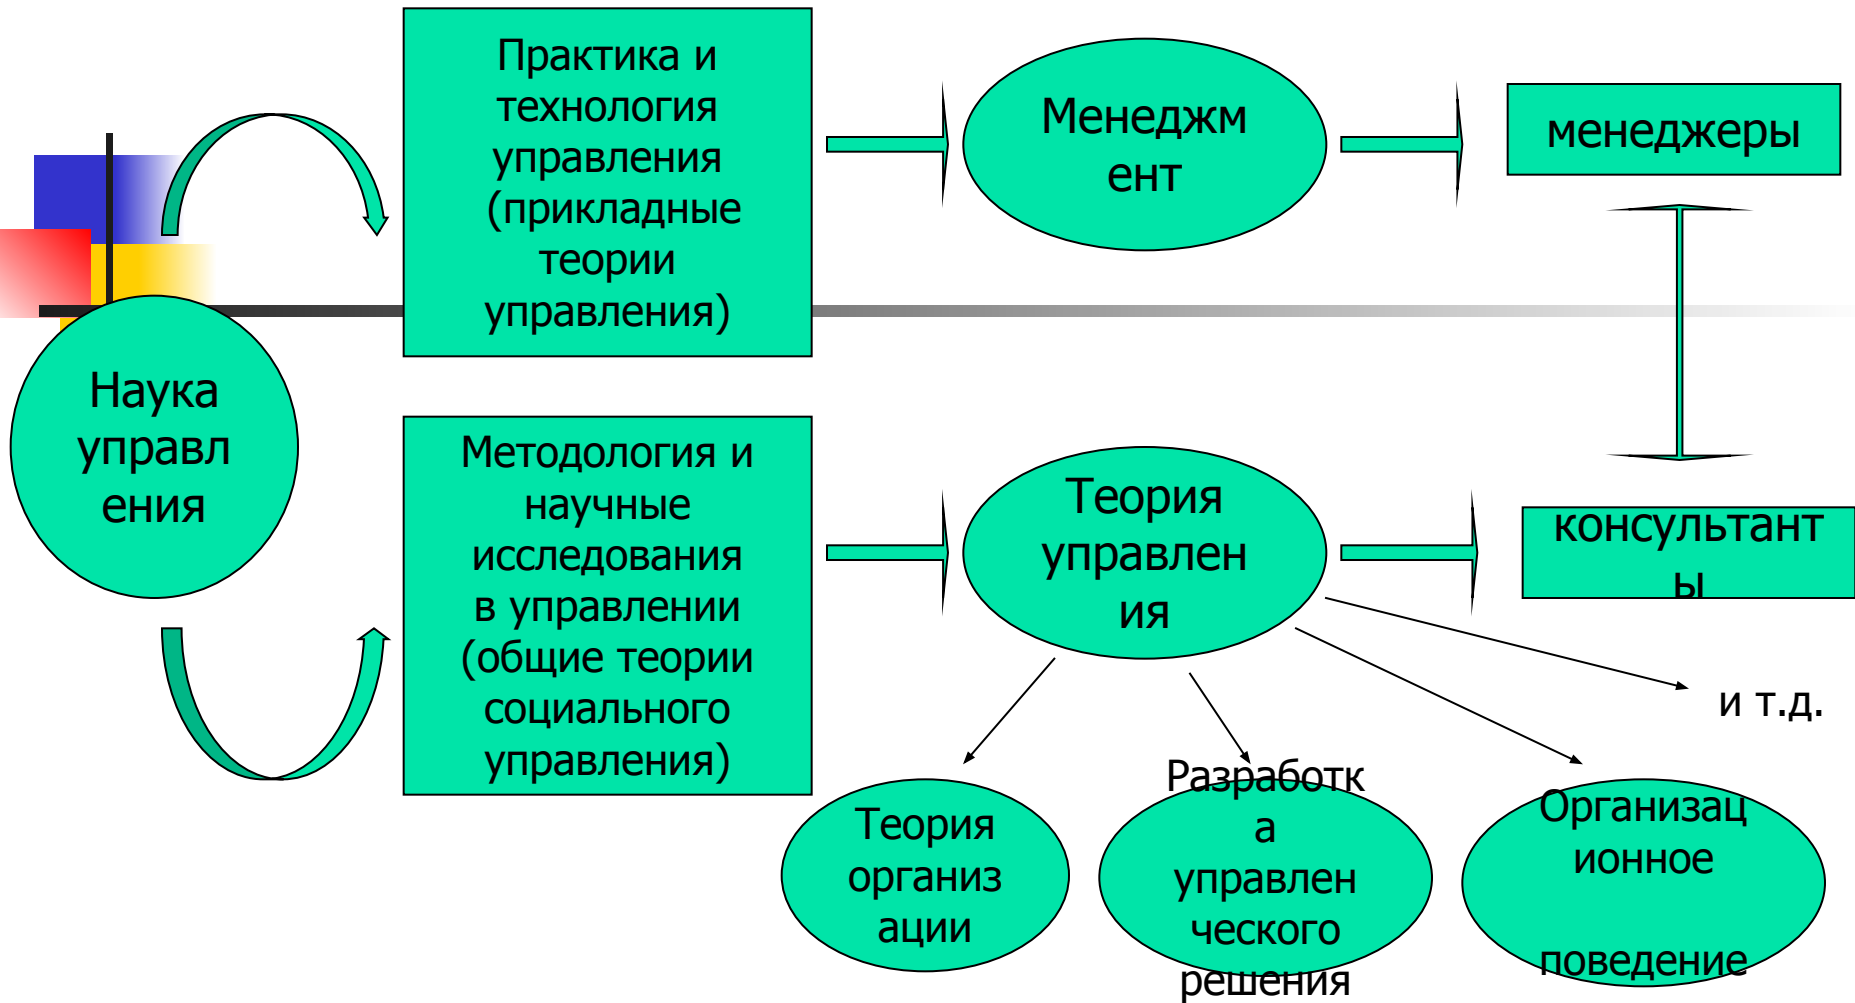 Практика и
технология
управления
(прикладные
теории
управления)
Менеджм
ент
менеджеры
Наука
управл
ения
Методология и
научные
исследования
в управлении
(общие теории
социального
управления)
Теория
управлен
ия
консультант
ы
и т.д.
Теория
организ
ации
Разработк
а
управлен
ческого
решения
Организац
ионное
поведение